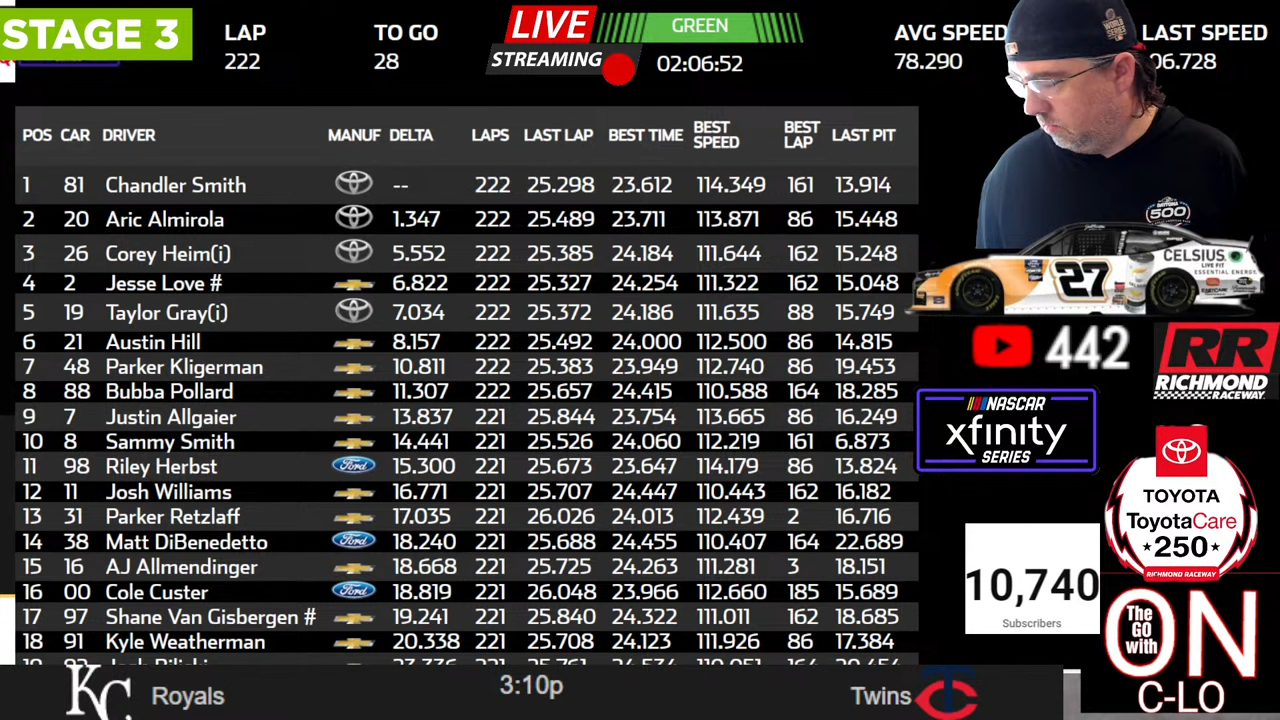 STAGE 3
LAP
222
TO GO
28
LIVE
STREAMING
GREEN
02:06:52
AVG SPEED
78.290
LAST SPEED
06.728
POS CAR DRIVER MANUF DELTA LAPS LAST LAP BEST TIME BEST SPEED BEST LAP LAST PIT
1 81 Chandler Smith -- 222 25.298 23.612 114.349 161 13.914
2 20 Aric Almirola 1.347 222 25.489 23.711 113.871 86 15.448
3 26 Corey Heim(i) 5.552 222 25.385 24.184 111.644 162 15.248
4 2 Jesse Love # 6.822 222 25.327 24.254 111.322 162 15.048
5 19 Taylor Gray(i) 7.034 222 25.372 24.186 111.635 88 15.749
6 21 Austin Hill 8.157 222 25.492 24.000 112.500 86 14.815
7 48 Parker Kligerman 10.811 222 25.383 23.949 112.740 86 19.453
8 88 Bubba Pollard 11.307 222 25.657 24.415 110.588 164 18.285
9 7 Justin Allgaier 13.837 221 25.844 23.754 113.665 86 16.249
10 8 Sammy Smith 14.441 221 25.526 24.060 112.219 161 6.873
11 98 Riley Herbst Ford 15.300 221 25.673 23.647 114.179 86 13.824
12 11 Josh Williams 16.771 221 25.707 24.447 110.443 162 16.182
13 31 Parker Retzlaff 17.035 221 26.026 24.013 112.439 2 16.716
14 38 Matt DiBenedetto Ford 18.240 221 25.688 24.455 110.407 164 22.689
15 16 AJ Allmendinger 18.668 221 25.725 24.263 111.281 3 18.151
16 00 Cole Custer Ford 18.819 221 26.048 23.966 112.660 185 15.689
17 97 Shane Van Gisbergen # 19.241 221 25.840 24.322 111.011 162 18.685
18 91 Kyle Weatherman 20.338 221 25.708 24.123 111.926 86 17.384
DAYTONA
500
27
CELSIUS
LIVE FIT
ESSENTIAL ENERGY
442
RR
RICHMOND
RACEWAY
NASCAR
xfinity
SERIES
TOYOTA
ToyotaCare
250
RICHMOND RACEWAY
10,740
Subscribers
The
GO
with
ON
C-LO
KC
Royals
3:10p
Twins
C